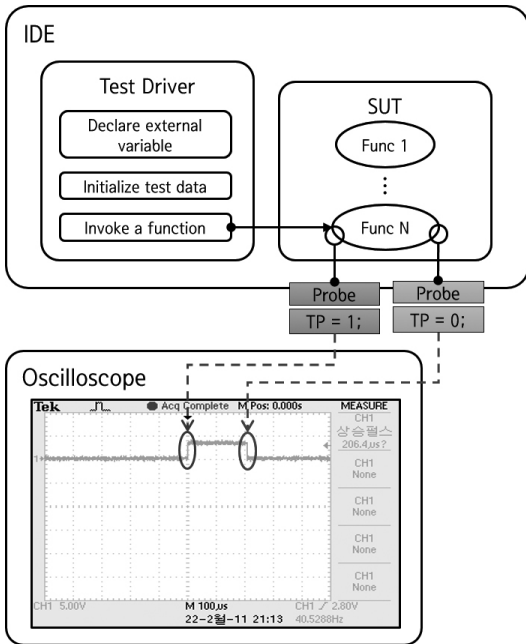 IDE
Test Driver
Declare external
variable
Initialize test data
Invoke a function
SUT
Func 1
Func N
Probe
TP = 1;
Probe
TP = 0;
Oscilloscope
Tek
Acq Complete M Pos: 0.000s
MEASURE
CH1
상승펄스
206.4µs?
CH1
None
CH1
None
CH1
None
CH1
None
1
CH1 5.00V
M 100µs
CH1 / 2.80V
22-2월-11 21:13
40.5288Hz